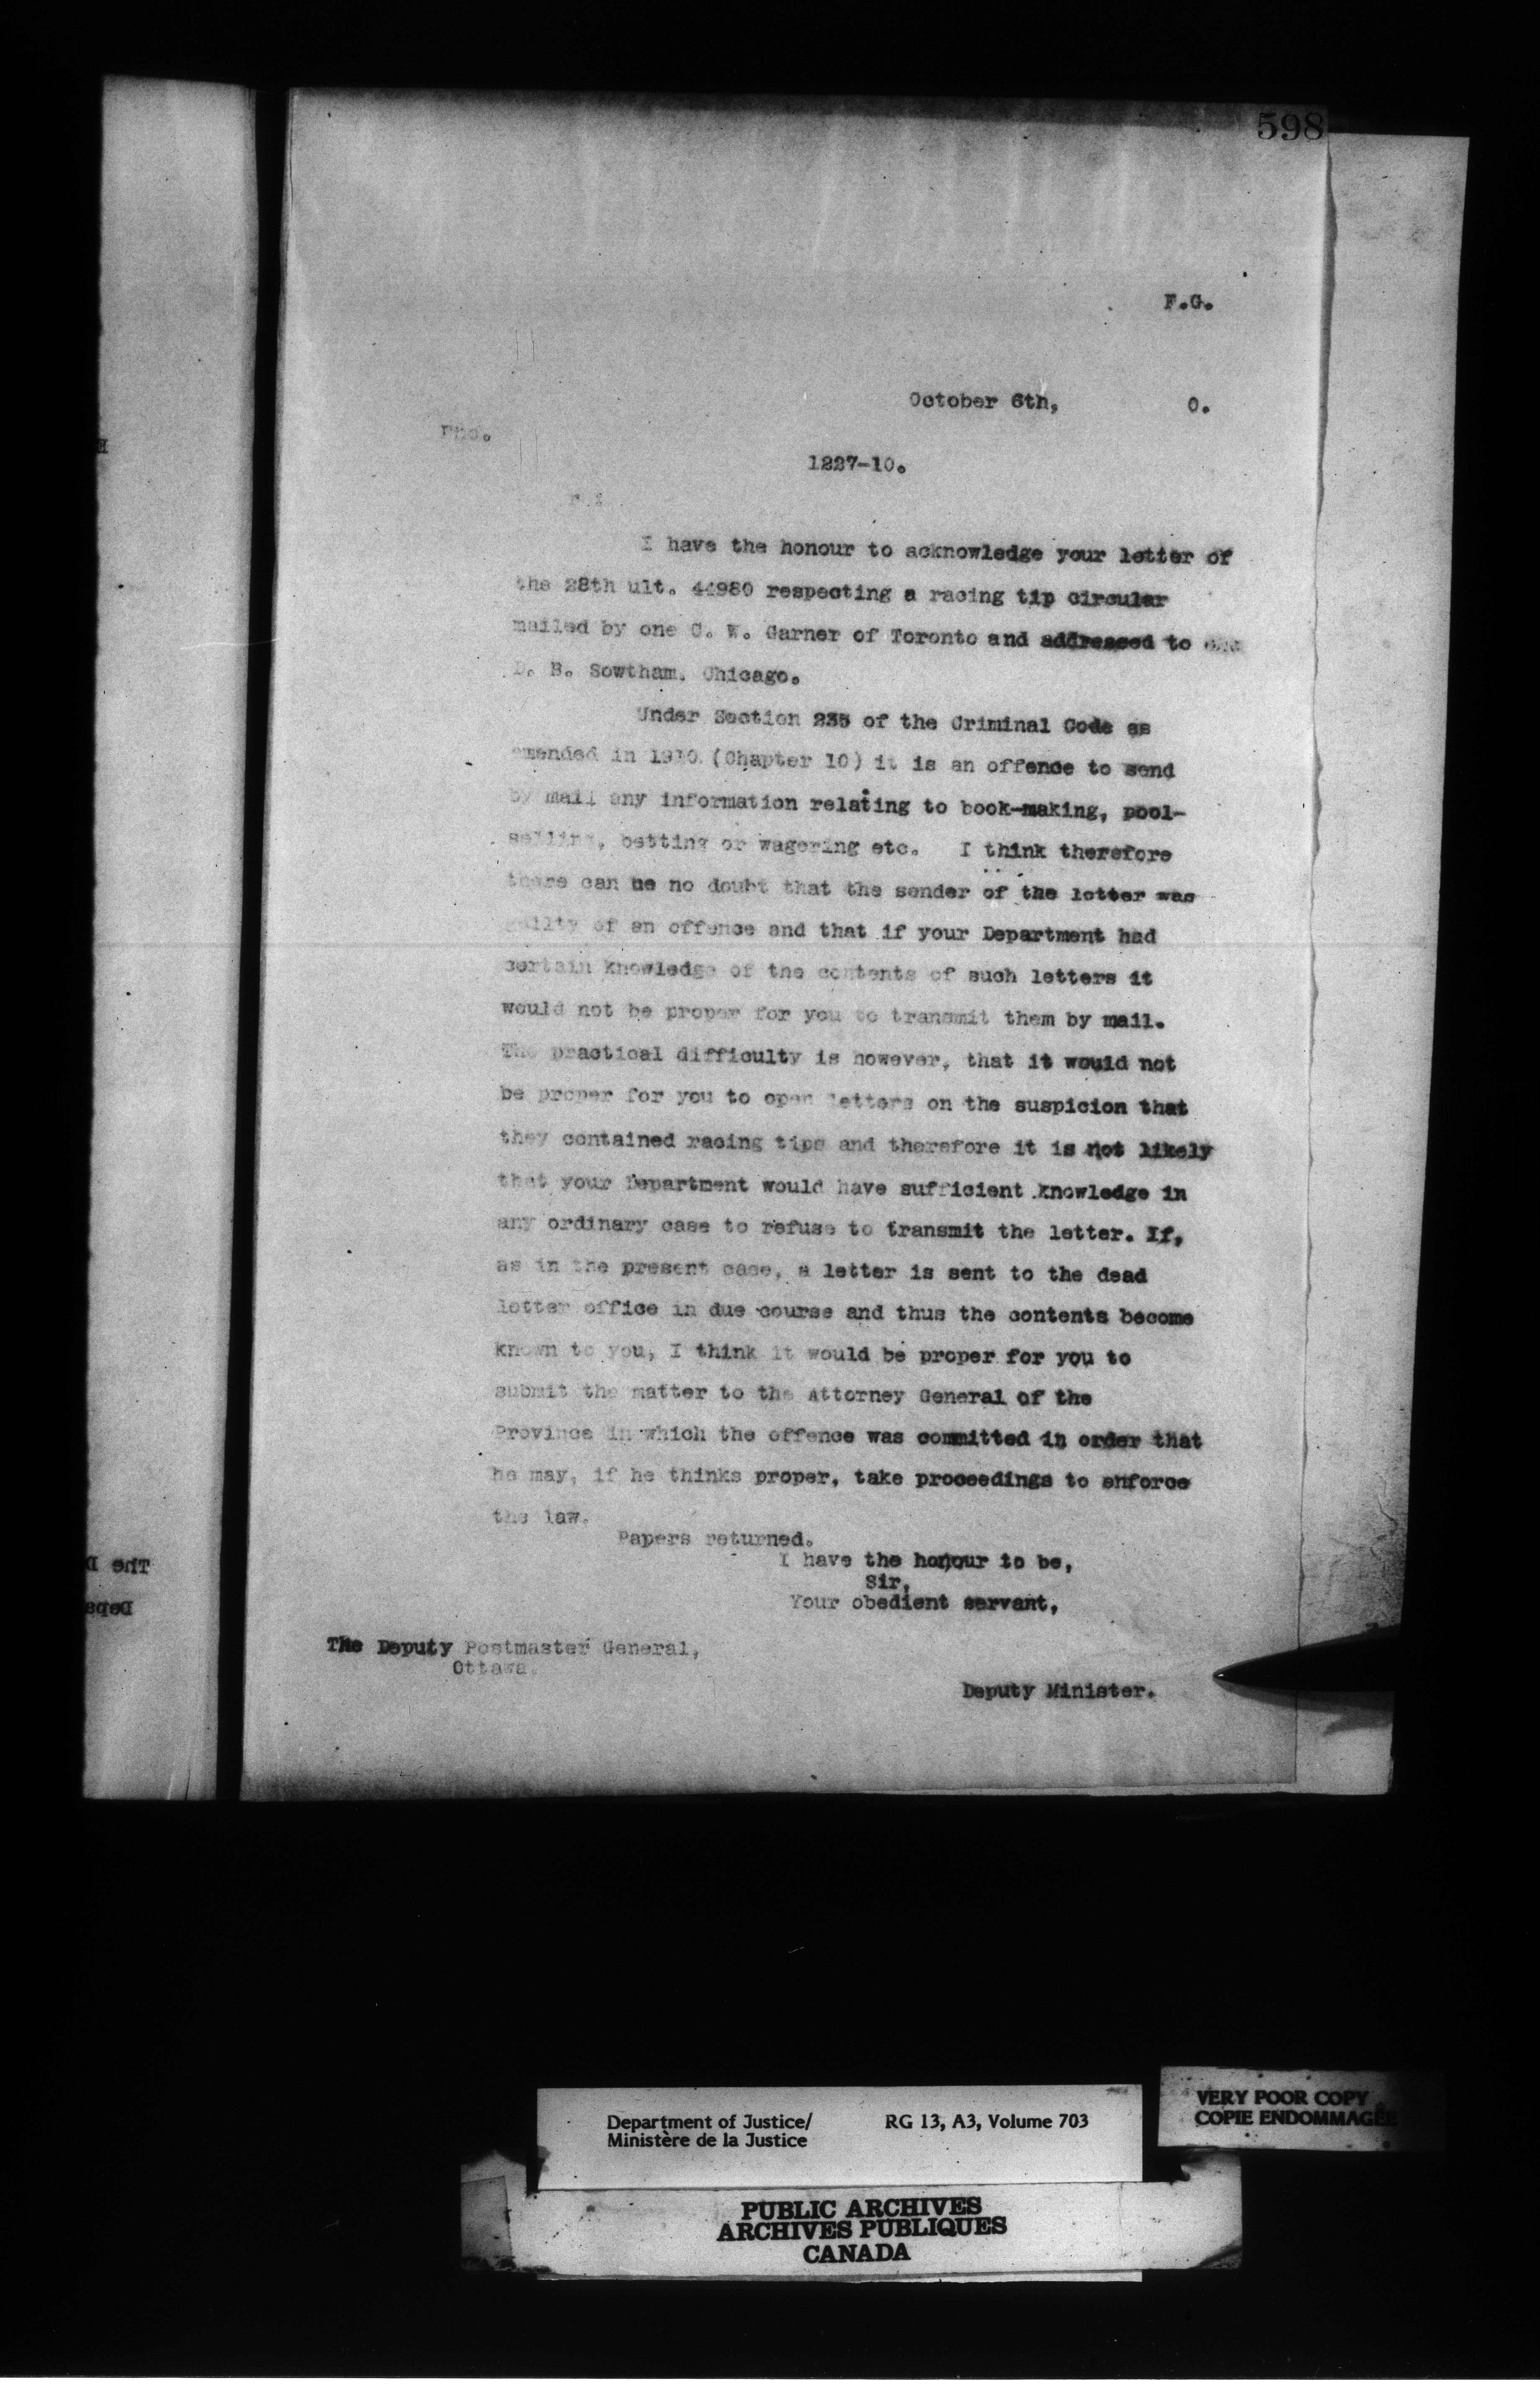 598
F.G.
October 6th, 0.
1227-10.
I have the honour to acknowledge your letter of
the 28th ult. 44980 respecting a racing tip circular
mailed by one C. W. Garner of Toronto and addressed to
D. B. Sowtham, Chicago.
Under Section 235 of the Criminal Code as
amended in 1910 (Chapter 10) it is an offence to send
by mail any information relating to book-making, pool-
selling, betting or wagering etc. I think therefore
there can be no doubt that the sender of the letter was
guilty of an offence and that if your Department had
certain knowledge of the contents of such letters it
would not be proper for you to transmit them by mail.
The practical difficulty is however, that it would not
be proper for you to open letters on the suspicion that
they contained racing tips and therefore it is not likely
that your Department would have sufficient knowledge in
any ordinary case to refuse to transmit the letter. If,
as in the present case, a letter is sent to the dead
letter office in due course and thus the contents become
known to you, I think it would be proper for you to
submit the matter to the Attorney General of the
Province in which the offence was committed in order that
he may, if he thinks proper, take proceedings to enforce
the law.
Papers returned.
I have the honour to be,
Sir,
Your obedient servant,
The Deputy Postmaster General,
Ottawa.
Deputy Minister.
Department of Justice/ RG 13, A3, Volume 703
Ministère de la Justice
VERY POOR COPY
COPIE ENDOMMAGÉE
PUBLIC ARCHIVES
ARCHIVES PUBLIQUES
CANADA